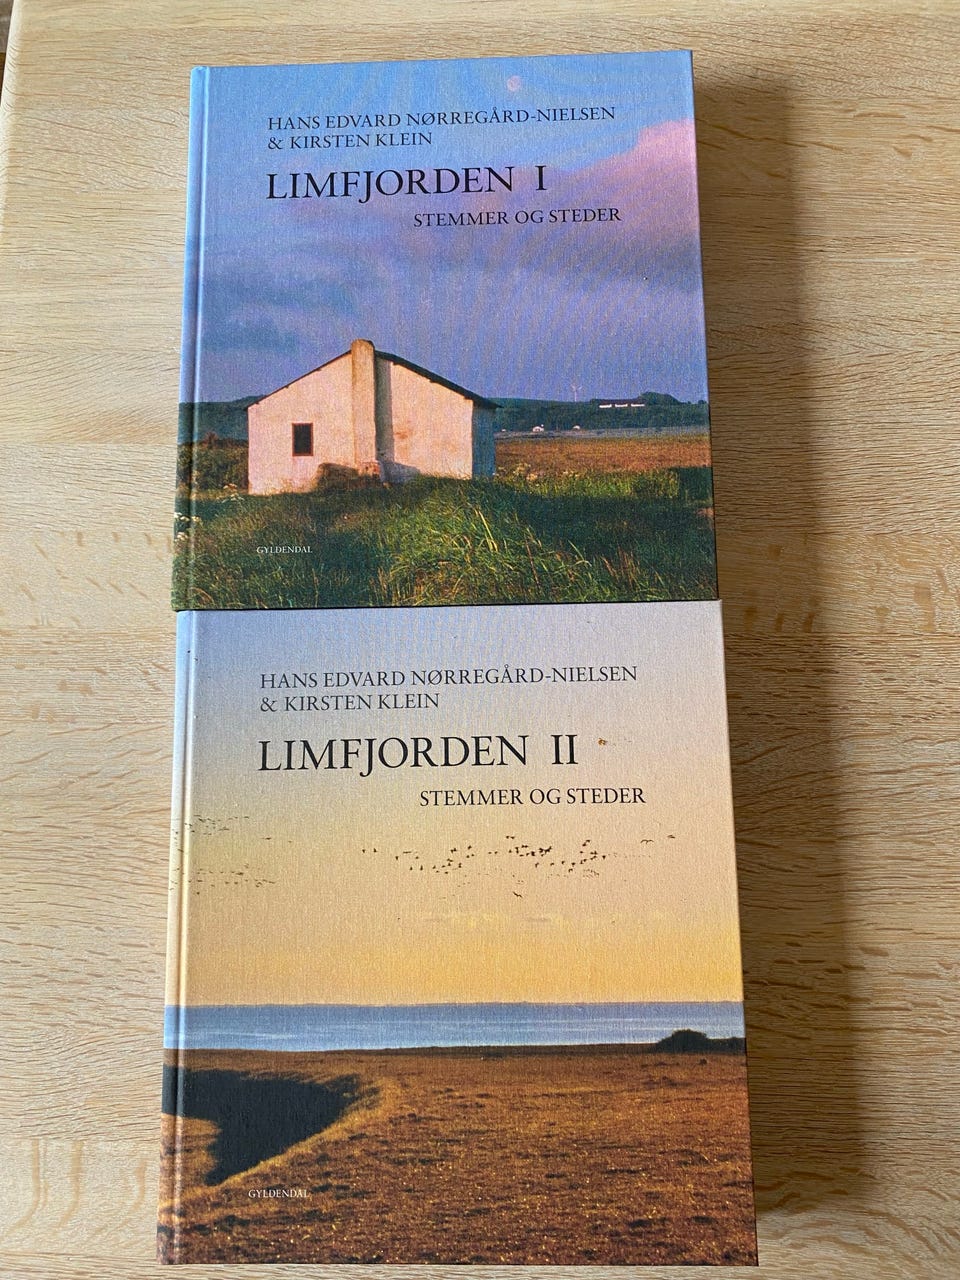 HANS EDVARD NØRREGÅRD-NIELSEN
& KIRSTEN KLEIN
LIMFJORDEN I
STEMMER OG STEDER
GYLDENDAL
HANS EDVARD NØRREGÅRD-NIELSEN
& KIRSTEN KLEIN
LIMFJORDEN II
STEMMER OG STEDER
GYLDENDAL